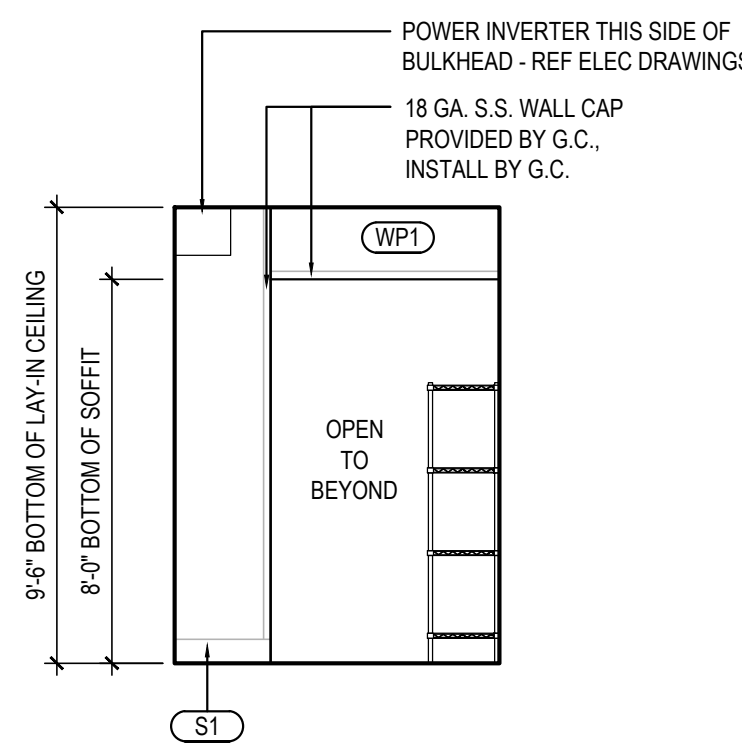 POWER INVERTER THIS SIDE OF
BULKHEAD - REF ELEC DRAWINGS
18 GA. S.S. WALL CAP
PROVIDED BY G.C.,
INSTALL BY G.C.
WP1
9'-6" BOTTOM OF LAY-IN CEILING
8'-0" BOTTOM OF SOFFIT
OPEN
TO
BEYOND
S1